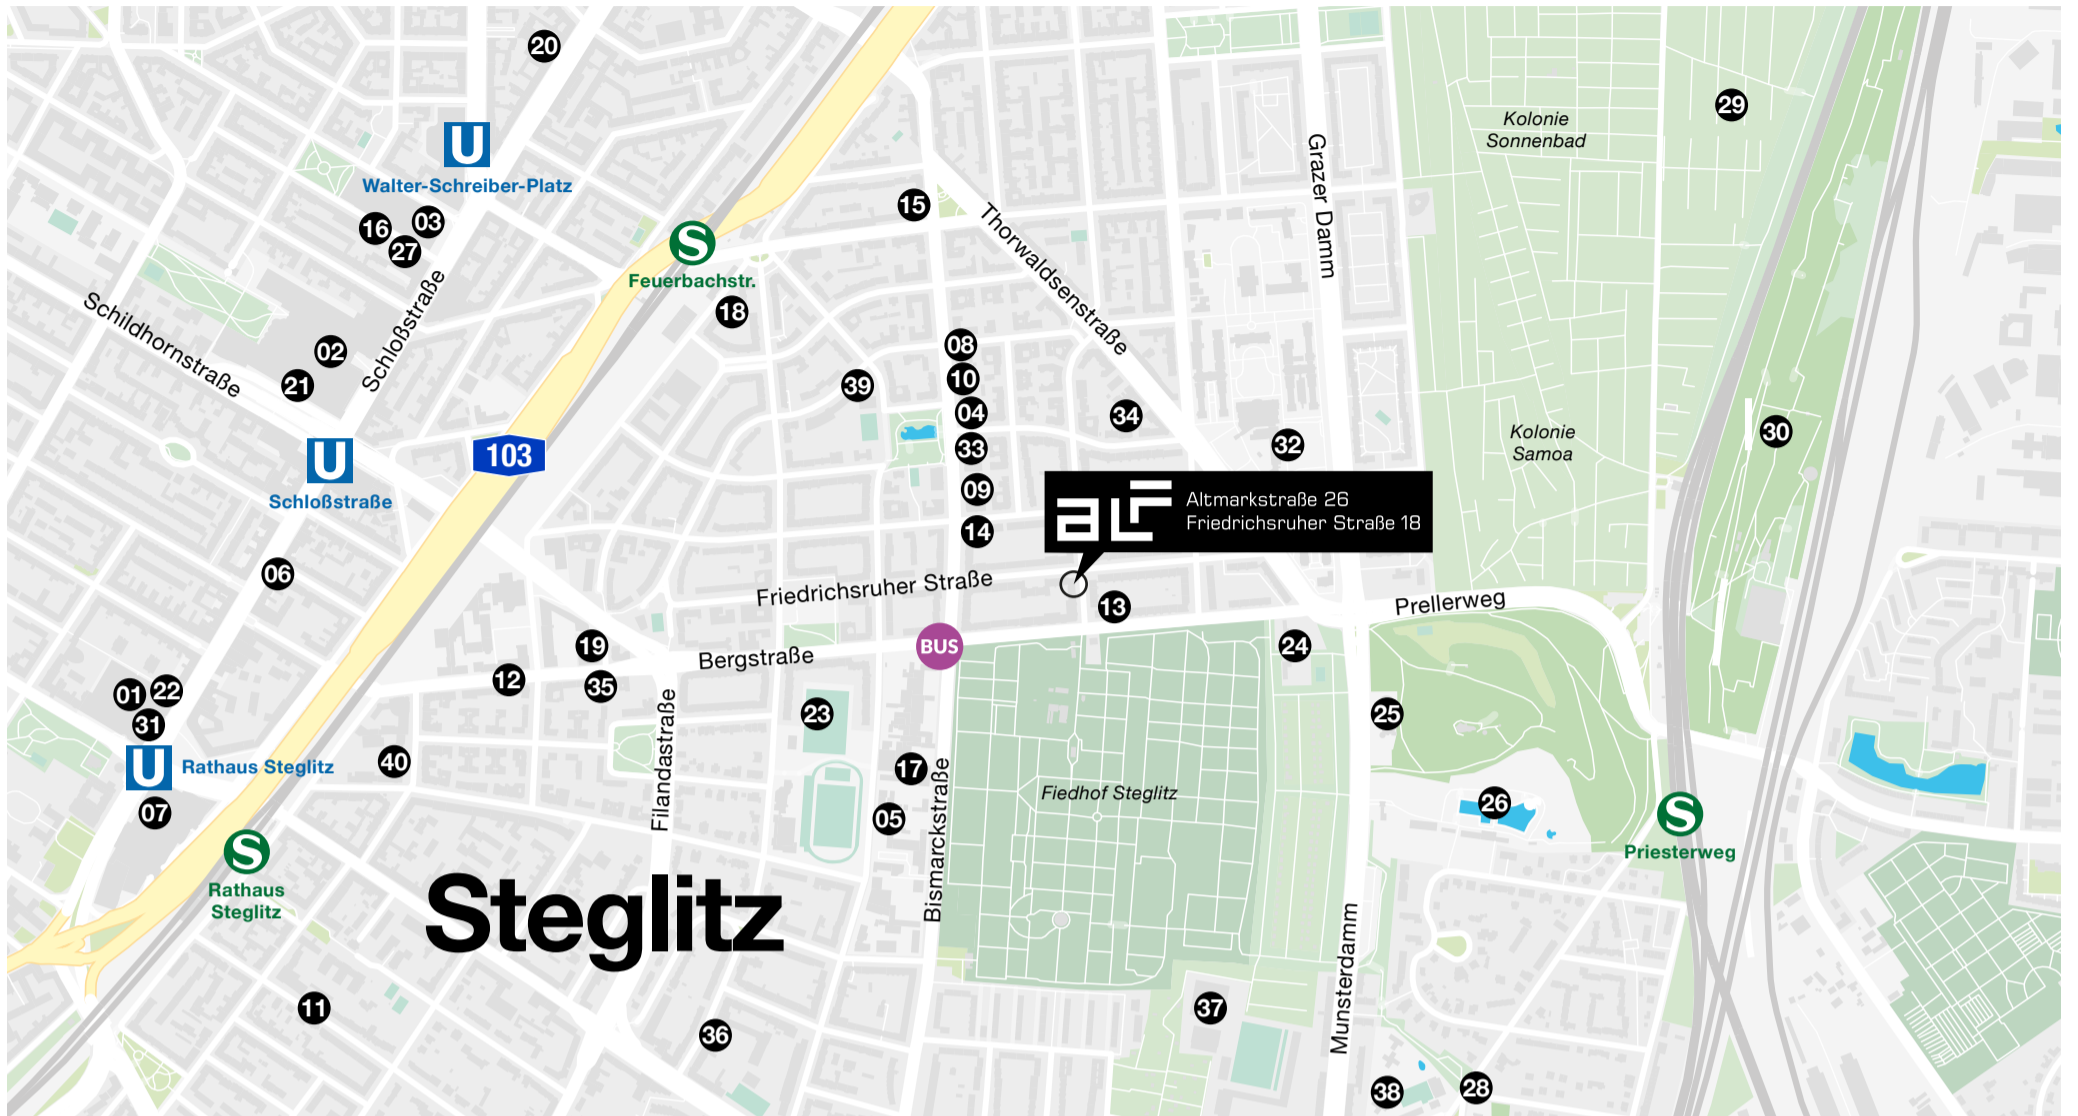 20
29
Kolonie
Sonnenbad
U
Walter-Schreiber-Platz
Grazer Damm
15
16
03
27
S
Feuerbachstr.
Thorwaldsenstraße
Schildhornstraße
Schloßstraße
18
02
21
08
10
39
04
34
33
32
30
Kolonie
Samoa
103
U
Schloßstraße
09
14
aLF
Altmarkstraße 26
Friedrichsruher Straße 18
06
Friedrichsruher Straße
13
Prellerweg
19
BUS
24
Bergstraße
12
35
01
22
31
23
25
Filandastraße
U
Rathaus Steglitz
40
17
Fiedhof Steglitz
26
07
05
Bismarckstraße
S
Priesterweg
S
Rathaus
Steglitz
Steglitz
Munsterdamm
11
36
37
38
28